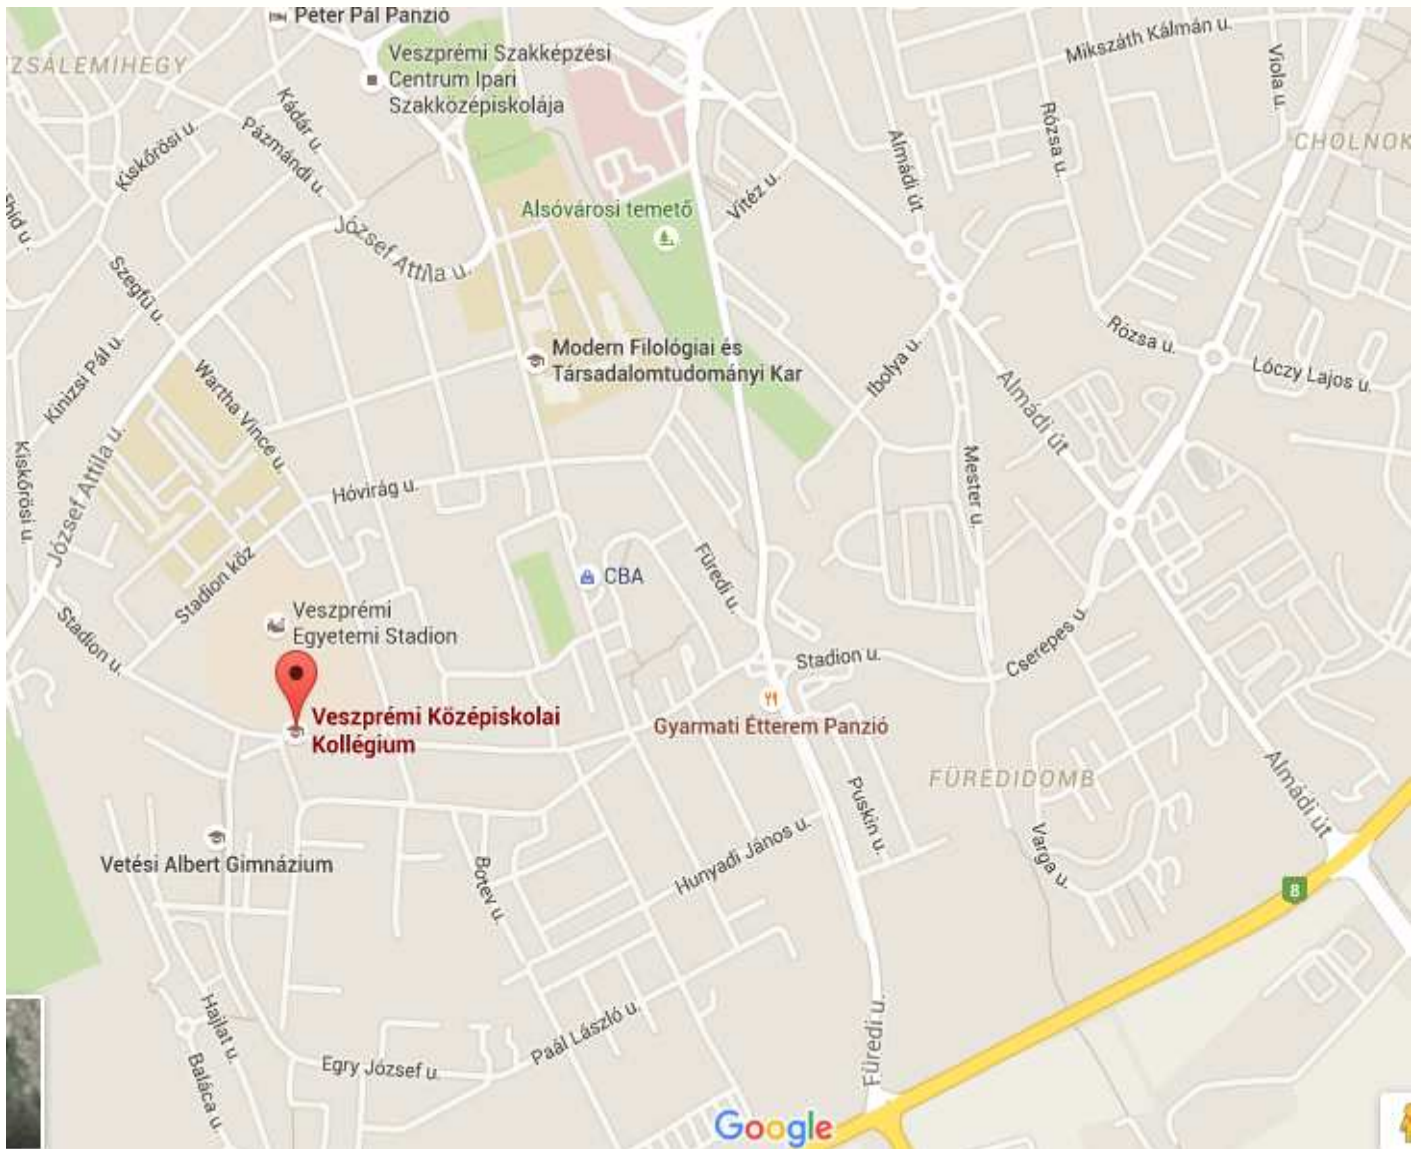 Péter Pál Panzió
Veszprémi Szakképzési
Centrum Ipari
Szakközépiskolája
Mikszáth Kálmán u.
Viola u.
Rózsa u.
Kádár u.
Pázmándi u.
Kiskőrösi u.
Almádi út
CHOLNOK
Vitéz u.
Alsóvárosi temető
József Attila u.
Szegfű u.
Kinizsi Pál u.
Wartha Vince u.
Modern Filológiai és
Társadalomtudományi Kar
Ibolya u.
Rózsa u.
Lóczy Lajos u.
Almádi út
József Attila u.
Kiskőrösi u.
Hóvirág u.
Mester u.
Stadion köz
CBA
Füredi u.
Veszprémi
Egyetemi Stadion
Stadion u.
Stadion u.
Cserepes u.
Veszprémi Középiskolai
Kollégium
Gyarmati Étterem Panzió
FÜREDIDOMB
Almádi út
Puskin u.
Hunyadi János u.
Varga u.
Vetési Albert Gimnázium
Botev u.
8
Hajlat u.
Baláca u.
Egry József u.
Paál László u.
Füredi u.
Google